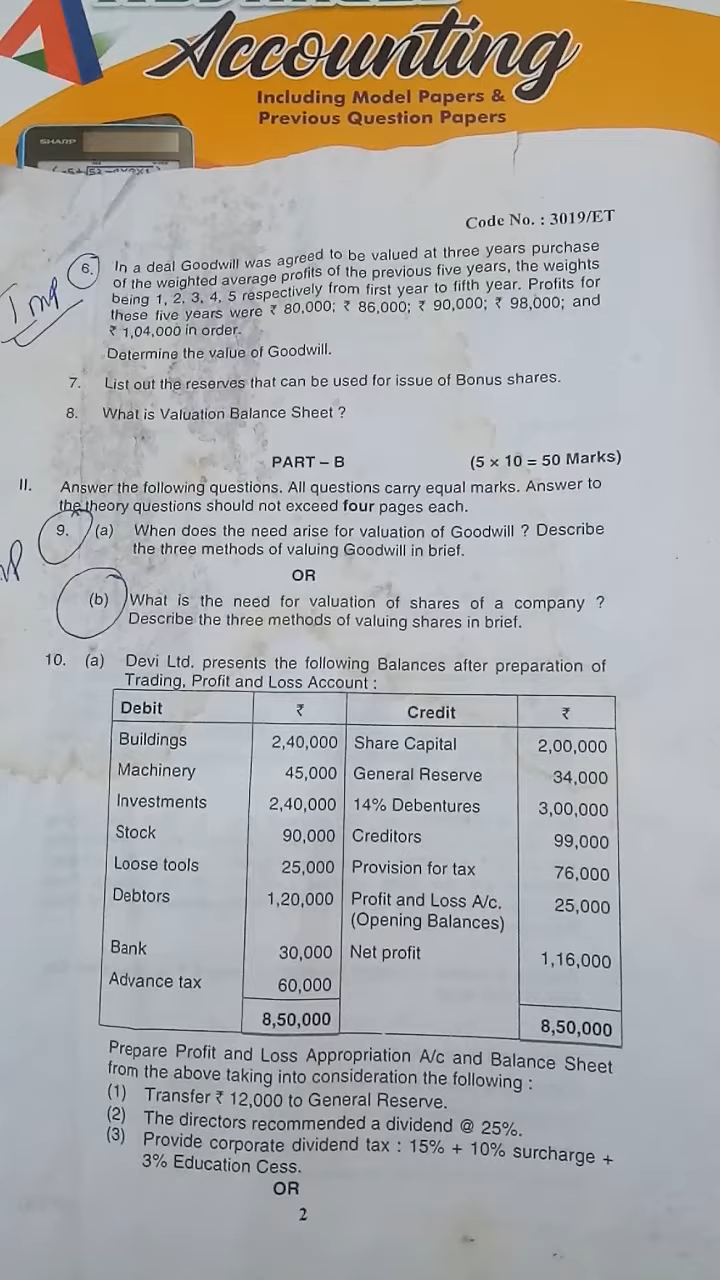 Accounting
Including Model Papers &
Previous Question Papers
SHARP
Code No. : 3019/ET
Imp
6. In a deal Goodwill was agreed to be valued at three years purchase
of the weighted average profits of the previous five years, the weights
being 1, 2, 3, 4, 5 respectively from first year to fifth year. Profits for
these five years were ₹ 80,000; ₹ 86,000; ₹ 90,000; ₹ 98,000; and
₹ 1,04,000 in order.
Determine the value of Goodwill.
7. List out the reserves that can be used for issue of Bonus shares.
8. What is Valuation Balance Sheet ?
PART – B (5 × 10 = 50 Marks)
II. Answer the following questions. All questions carry equal marks. Answer to
the theory questions should not exceed four pages each.
9. (a) When does the need arise for valuation of Goodwill ? Describe
the three methods of valuing Goodwill in brief.
OR
(b) What is the need for valuation of shares of a company ?
Describe the three methods of valuing shares in brief.
10. (a) Devi Ltd. presents the following Balances after preparation of
Trading, Profit and Loss Account :
Debit ₹ Credit ₹
Buildings 2,40,000 Share Capital 2,00,000
Machinery 45,000 General Reserve 34,000
Investments 2,40,000 14% Debentures 3,00,000
Stock 90,000 Creditors 99,000
Loose tools 25,000 Provision for tax 76,000
Debtors 1,20,000 Profit and Loss A/c. 25,000
(Opening Balances)
Bank 30,000 Net profit 1,16,000
Advance tax 60,000
8,50,000 8,50,000
Prepare Profit and Loss Appropriation A/c and Balance Sheet
from the above taking into consideration the following :
(1) Transfer ₹ 12,000 to General Reserve.
(2) The directors recommended a dividend @ 25%.
(3) Provide corporate dividend tax : 15% + 10% surcharge +
3% Education Cess.
OR
2